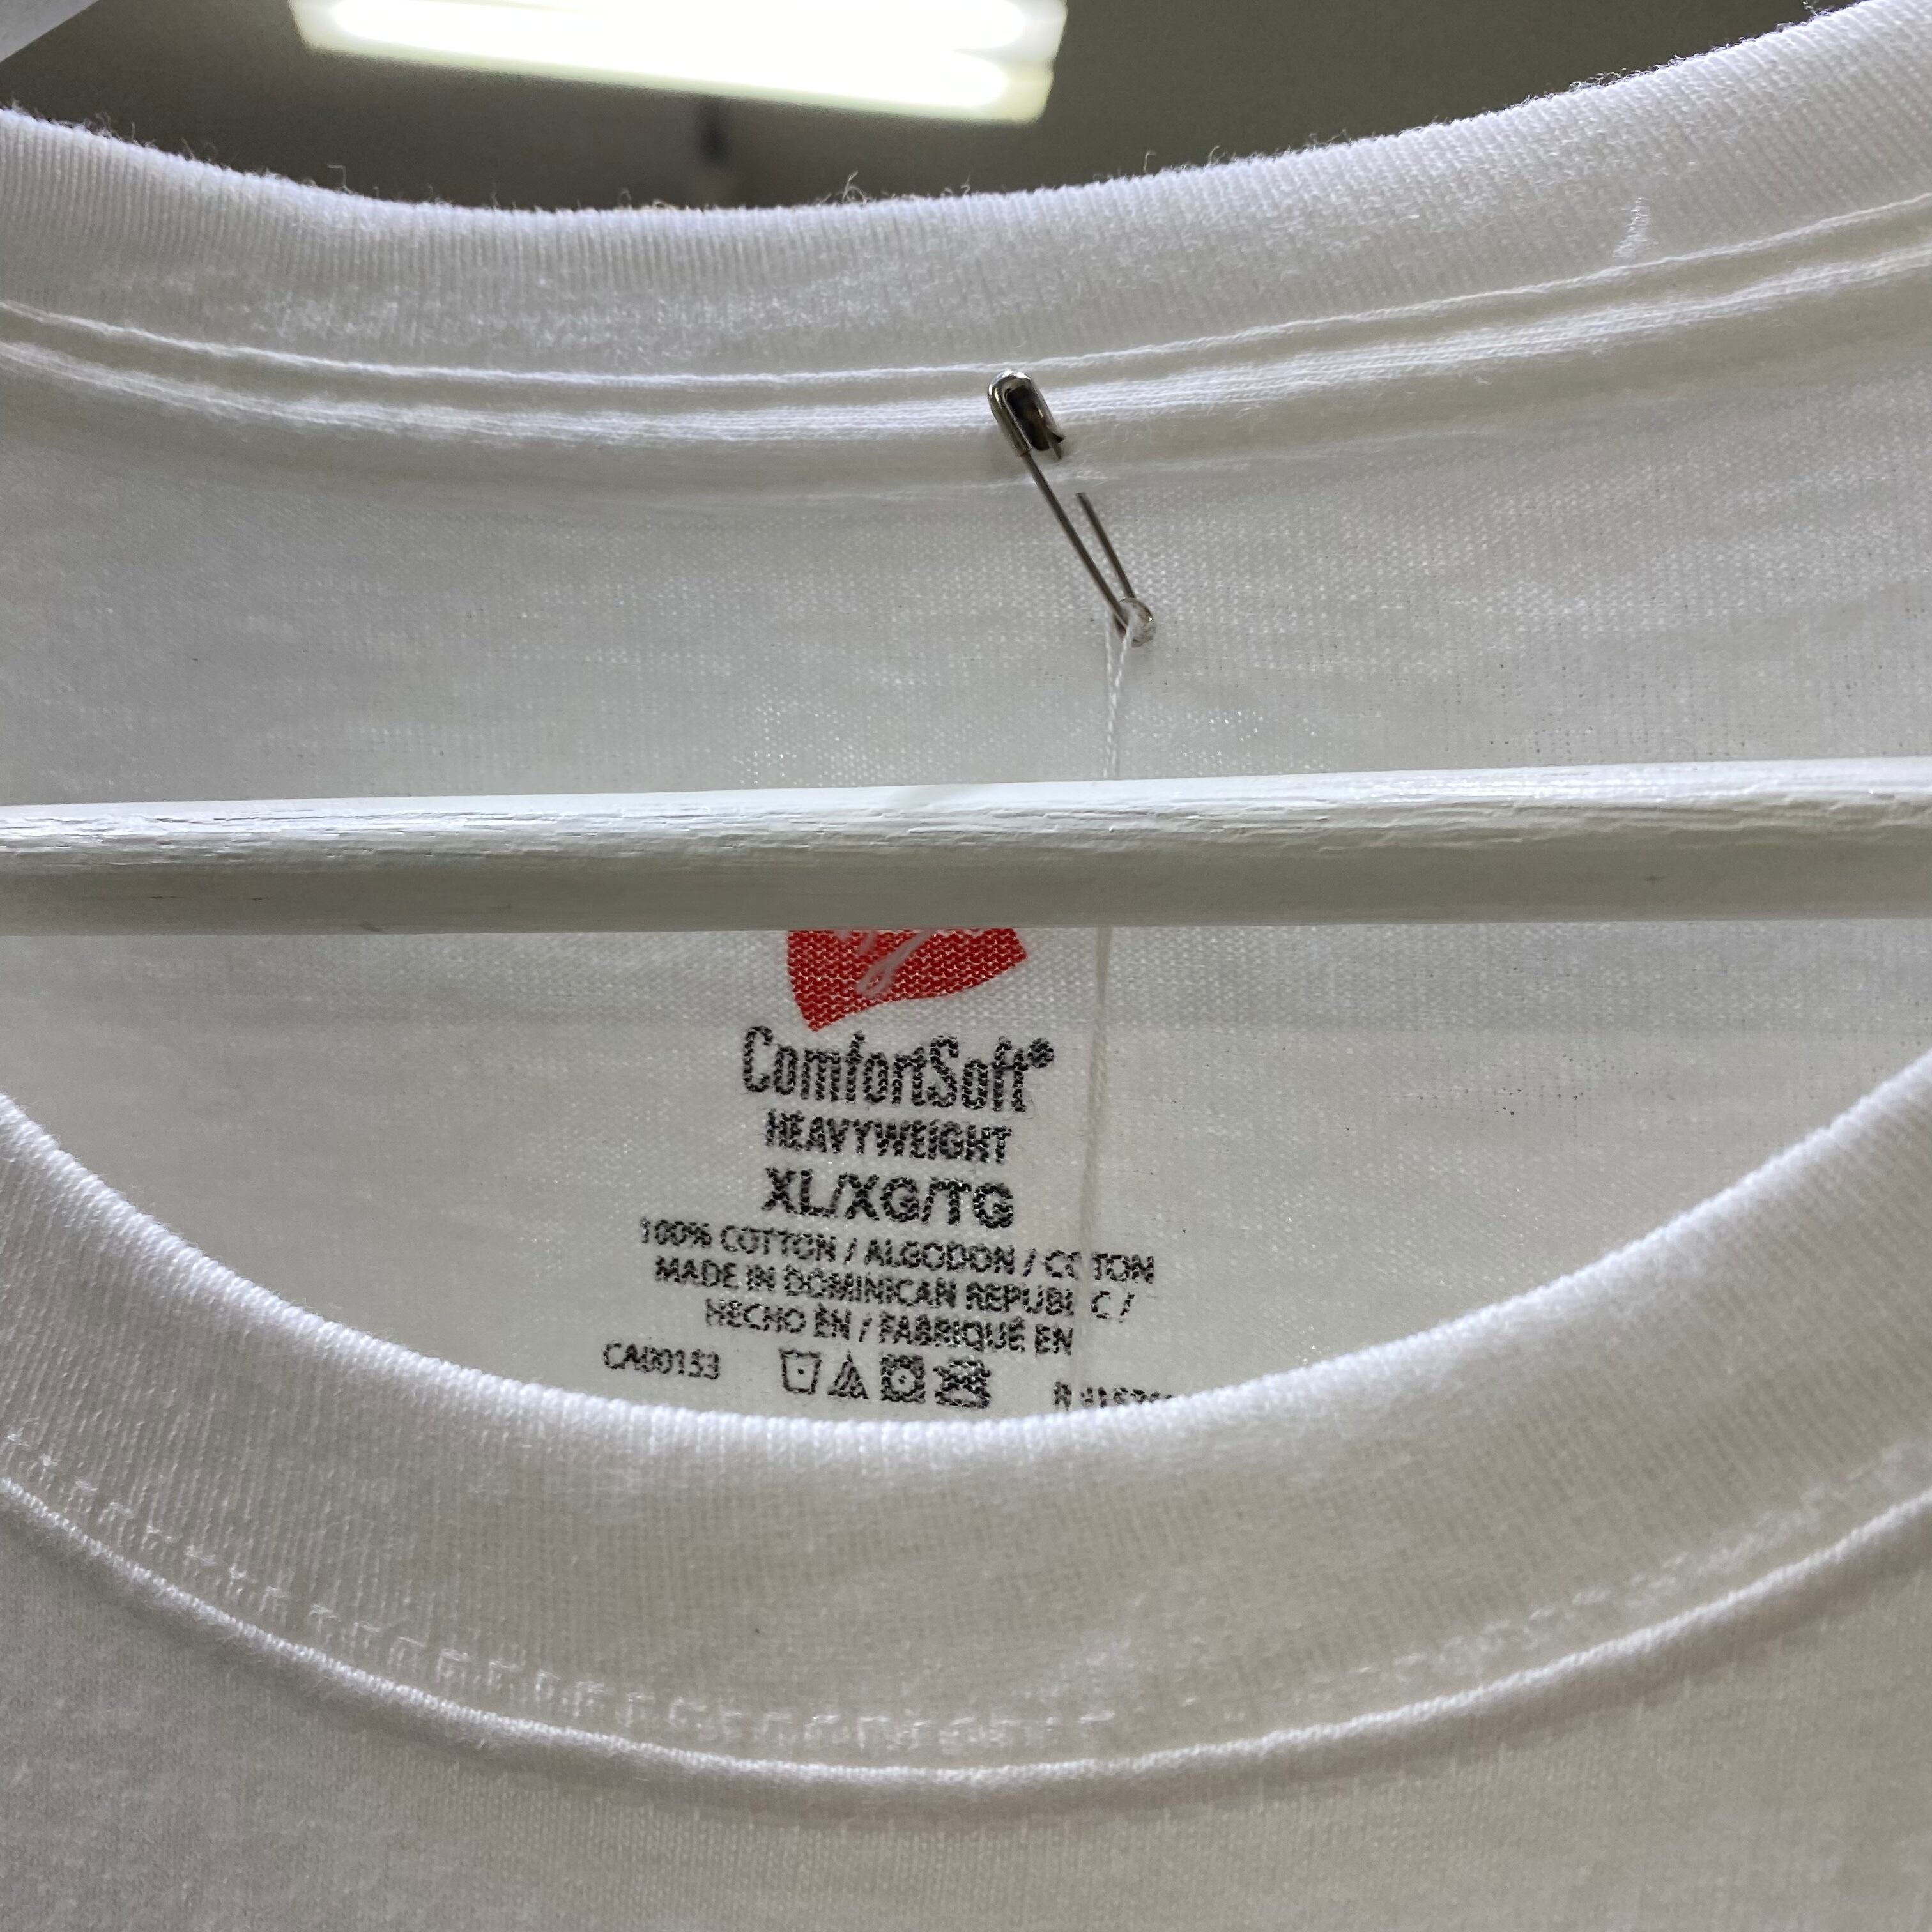 ComfortSoft®
HEAVYWEIGHT
XL/XG/TG
100% COTTON / ALGODON / COTON
MADE IN DOMINICAN REPUBLIC /
HECHO EN / FABRIQUÉ EN
CA00153